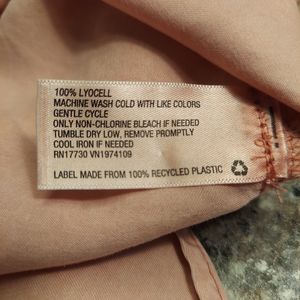 100% LYOCELL
MACHINE WASH COLD WITH LIKE COLORS
GENTLE CYCLE
ONLY NON-CHLORINE BLEACH IF NEEDED
TUMBLE DRY LOW, REMOVE PROMPTLY
COOL IRON IF NEEDED
RN17730 VN1974109
LABEL MADE FROM 100% RECYCLED PLASTIC